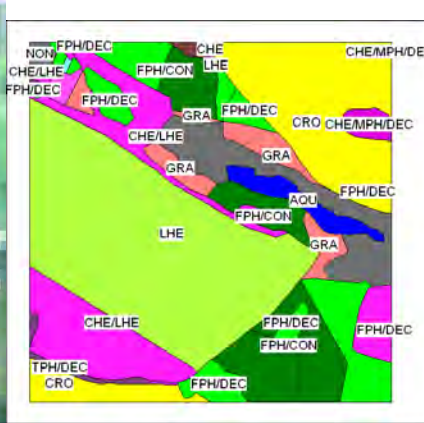 FPH/DEC
CHE
CHE/MPH/DE
NON
LHE
CHE/LHE
FPH/CON
FPH/DEC
FPH/DEC
FPH/DEC
GRA
CRO
CHE/MPH/DEC
CHE/LHE
GRA
GRA
FPH/DEC
AQU
FPH/CON
LHE
GRA
CHE/LHE
FPH/DEC
FPH/DEC
FPH/CON
TPH/DEC
CRO
FPH/DEC